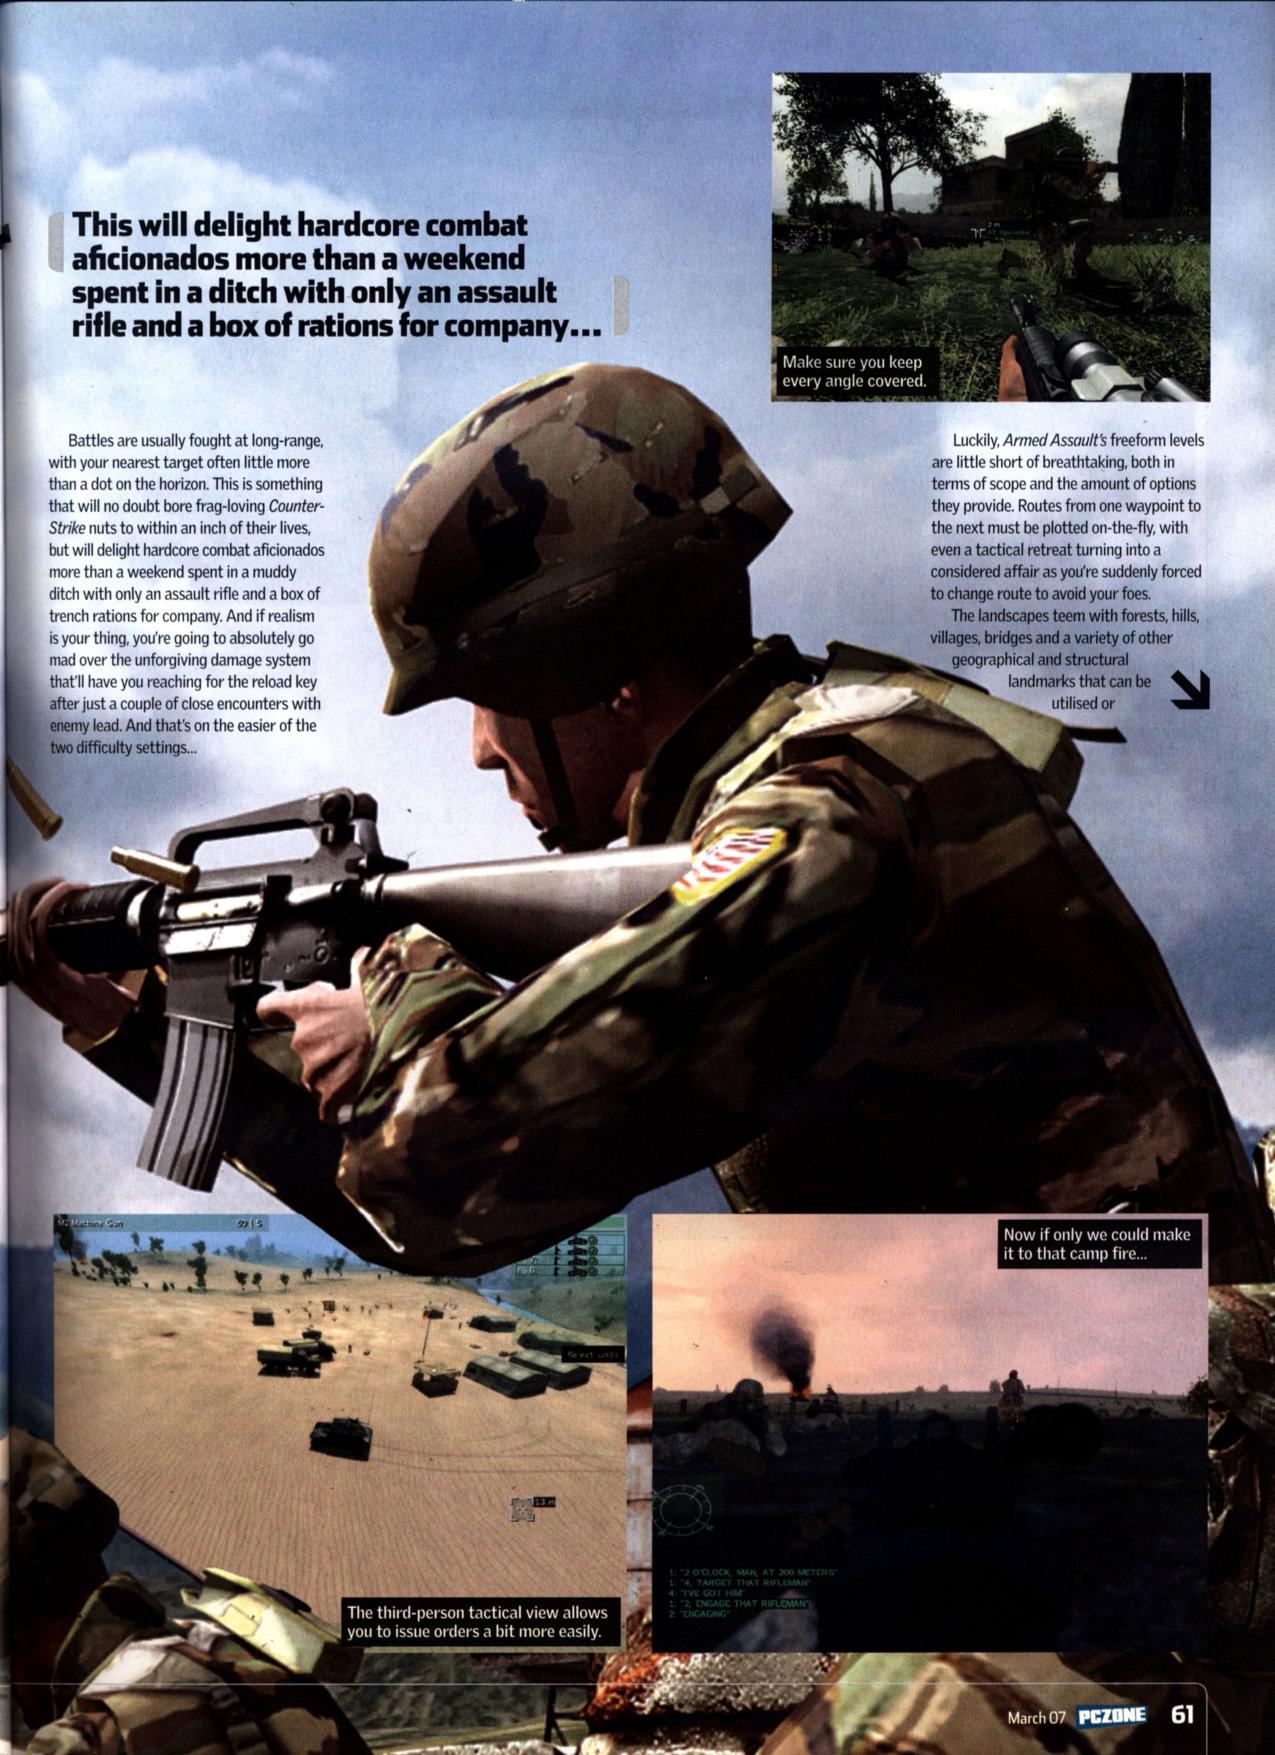 This will delight hardcore combat
aficionados more than a weekend
spent in a ditch with only an assault
rifle and a box of rations for company...
Make sure you keep
every angle covered.
Battles are usually fought at long-range,
with your nearest target often little more
than a dot on the horizon. This is something
that will no doubt bore frag-loving Counter-
Strike nuts to within an inch of their lives,
but will delight hardcore combat aficionados
more than a weekend spent in a muddy
ditch with only an assault rifle and a box of
trench rations for company. And if realism
is your thing, you're going to absolutely go
mad over the unforgiving damage system
that'll have you reaching for the reload key
after just a couple of close encounters with
enemy lead. And that's on the easier of the
two difficulty settings...
Luckily, Armed Assault's freeform levels
are little short of breathtaking, both in
terms of scope and the amount of options
they provide. Routes from one waypoint to
the next must be plotted on-the-fly, with
even a tactical retreat turning into a
considered affair as you're suddenly forced
to change route to avoid your foes.
The landscapes teem with forests, hills,
villages, bridges and a variety of other
geographical and structural
landmarks that can be
utilised or
M2 Machine Gun
Select units
13 m
The third-person tactical view allows
you to issue orders a bit more easily.
Now if only we could make
it to that camp fire...
1: "2 O'CLOCK, MAN, AT 200 METERS"
1: "4, TARGET THAT RIFLEMAN"
4: "I'VE GOT HIM"
1: "2, ENGAGE THAT RIFLEMAN"
2: "ENGAGING"
March 07 PCZONE 61